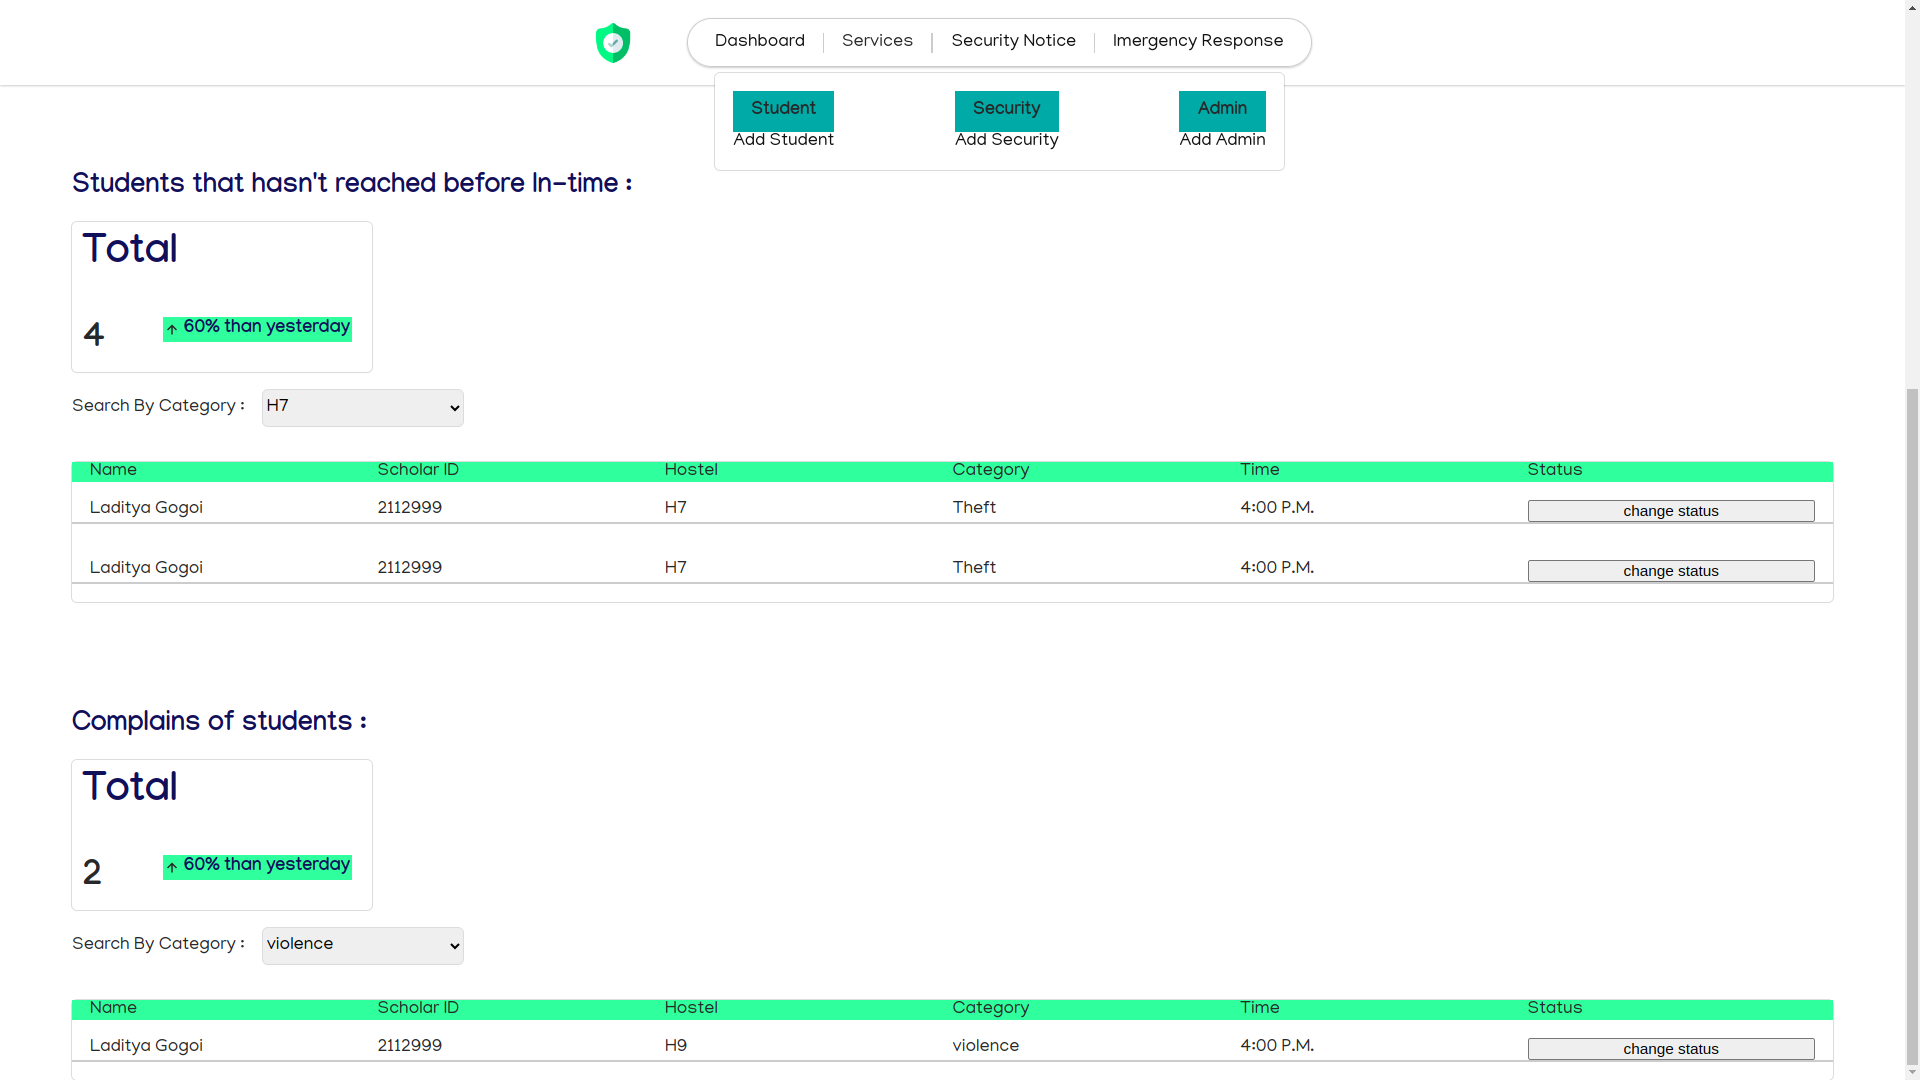 Dashboard Services Security Notice Imergency Response
Student Security Admin
Add Student Add Security Add Admin
Students that hasn't reached before In-time :
Total
4 ↑ 60% than yesterday
Search By Category : H7
Name Scholar ID Hostel Category Time Status
Laditya Gogoi 2112999 H7 Theft 4:00 P.M. change status
Laditya Gogoi 2112999 H7 Theft 4:00 P.M. change status
Complains of students :
Total
2 ↑ 60% than yesterday
Search By Category : violence
Name Scholar ID Hostel Category Time Status
Laditya Gogoi 2112999 H9 violence 4:00 P.M. change status